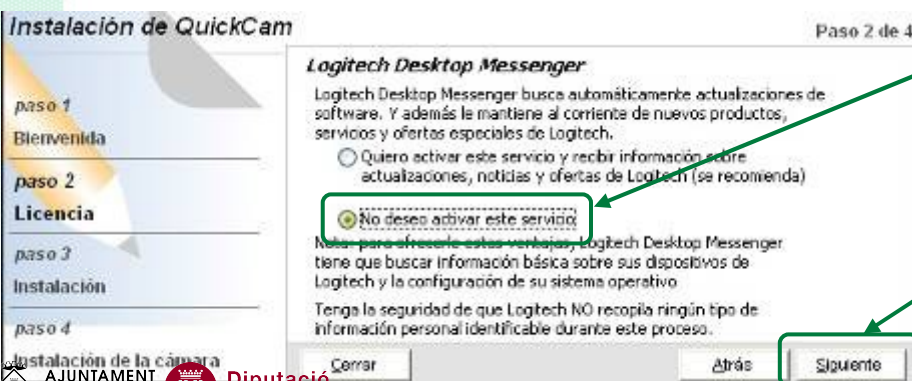 Instalación de QuickCam
Paso 2 de 4
paso 1
Bienvenida
paso 2
Licencia
paso 3
Instalación
paso 4
Instalación de la cámara
Logitech Desktop Messenger
Logitech Desktop Messenger busca automáticamente actualizaciones de
software. Y además le mantiene al corriente de nuevos productos,
servicios y ofertas especiales de Logitech.
Quiero activar este servicio y recibir información sobre
actualizaciones, noticias y ofertas de Logitech (se recomienda)
No deseo activar este servicio
Nota: para ofrecerle estas ventajas, Logitech Desktop Messenger
tiene que buscar información básica sobre sus dispositivos de
Logitech y la configuración de su sistema operativo
Tenga la seguridad de que Logitech NO recopila ningún tipo de
información personal identificable durante este proceso.
Cerrar
Atrás
Siguiente
AJUNTAMENT
Diputació